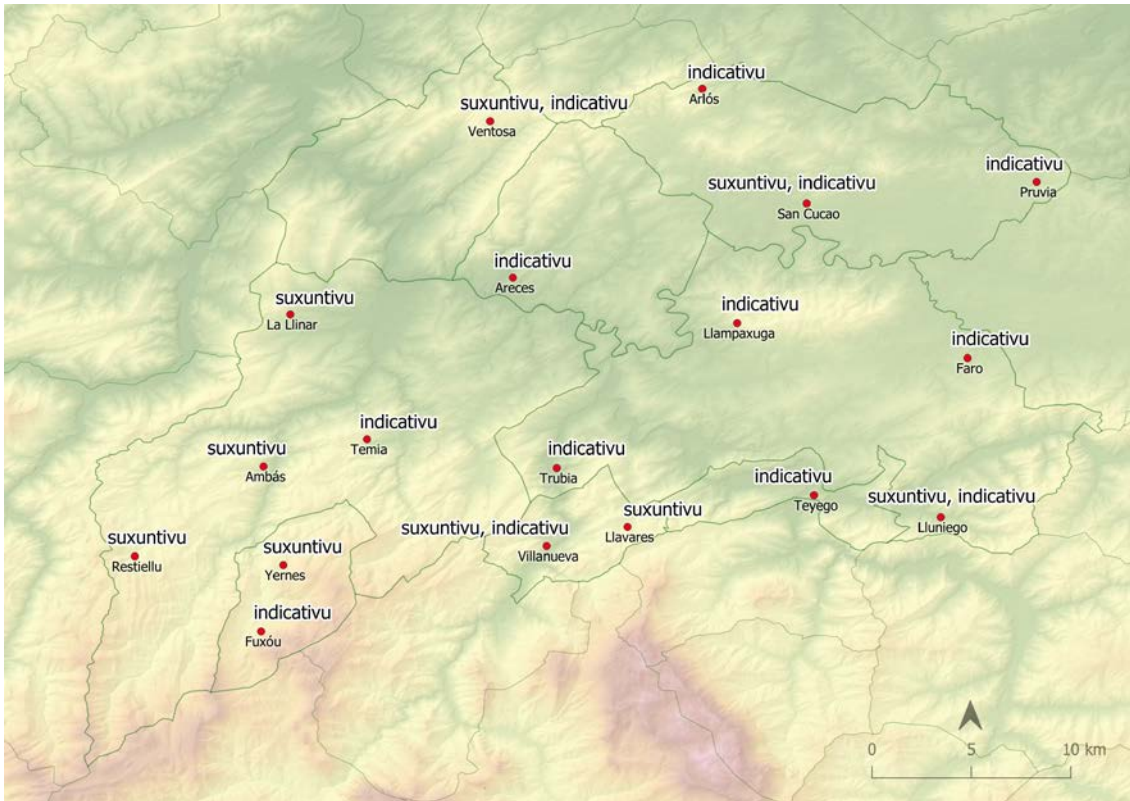 indicativu
Arlós
suxuntivu, indicativu
Ventosa
indicativu
Pruvia
suxuntivu, indicativu
San Cucao
indicativu
Areces
suxuntivu
La Llinar
indicativu
Llampaxuga
indicativu
Faro
indicativu
Temia
suxuntivu
Ambás
indicativu
Trubia
indicativu
Teyego
suxuntivu, indicativu
Lluniego
suxuntivu
Llavares
suxuntivu, indicativu
Villanueva
suxuntivu
Restiellu
suxuntivu
Yernes
indicativu
Fuxóu
0 5 10 km